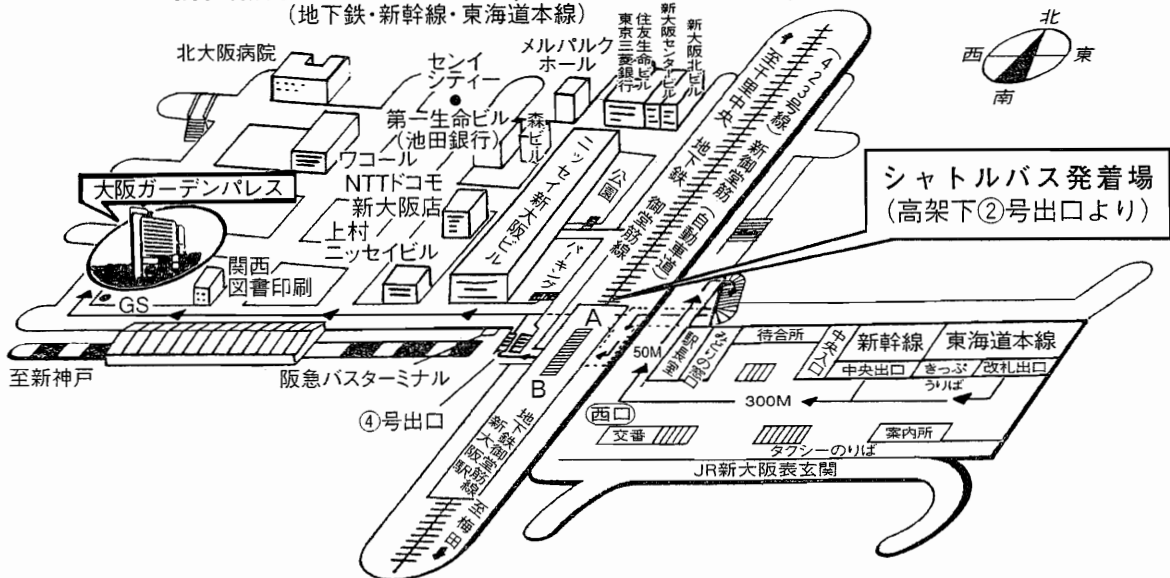 (地下鉄・新幹線・東海道本線)
北
西
東
南
北大阪病院
センイ
シティー
メルパルク
ホール
東京三菱銀行
住友生命ビル
新大阪センタービル
新大阪北ビル
(423号線)新御堂筋(自動車道)
至千里中央 地下鉄 御堂筋線
第一生命ビル
(池田銀行)
森ビル
ワコール
ニッセイ新大阪ビル
公園
シャトルバス発着場
(高架下②号出口より)
大阪ガーデンパレス
NTTドコモ
新大阪店
上村
ニッセイビル
パーキング
関西
図書印刷
GS
A
B
50M
駅長室
みどりの窓口
待合所
中央入口
新幹線
東海道本線
中央出口
きっぷ
うりば
改札出口
300M
至新神戸
阪急バスターミナル
④号出口
西口
交番
タクシーのりば
案内所
JR新大阪表玄関
地下鉄御堂筋線
新大阪駅
至梅田